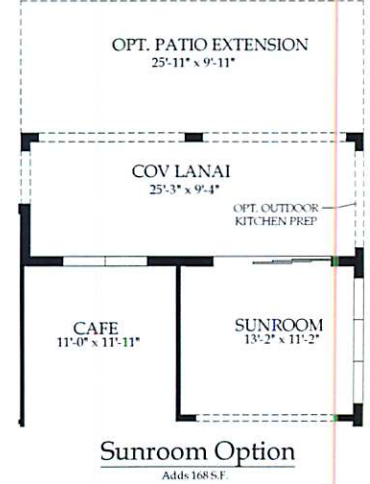 OPT. PATIO EXTENSION
25'-11" x 9'-11"
COV LANAI
25'-3" x 9'-4"
OPT. OUTDOOR
KITCHEN PREP
CAFE
11'-0" x 11'-11"
SUNROOM
13'-2" x 11'-2"
Sunroom Option
Adds 168 S.F.